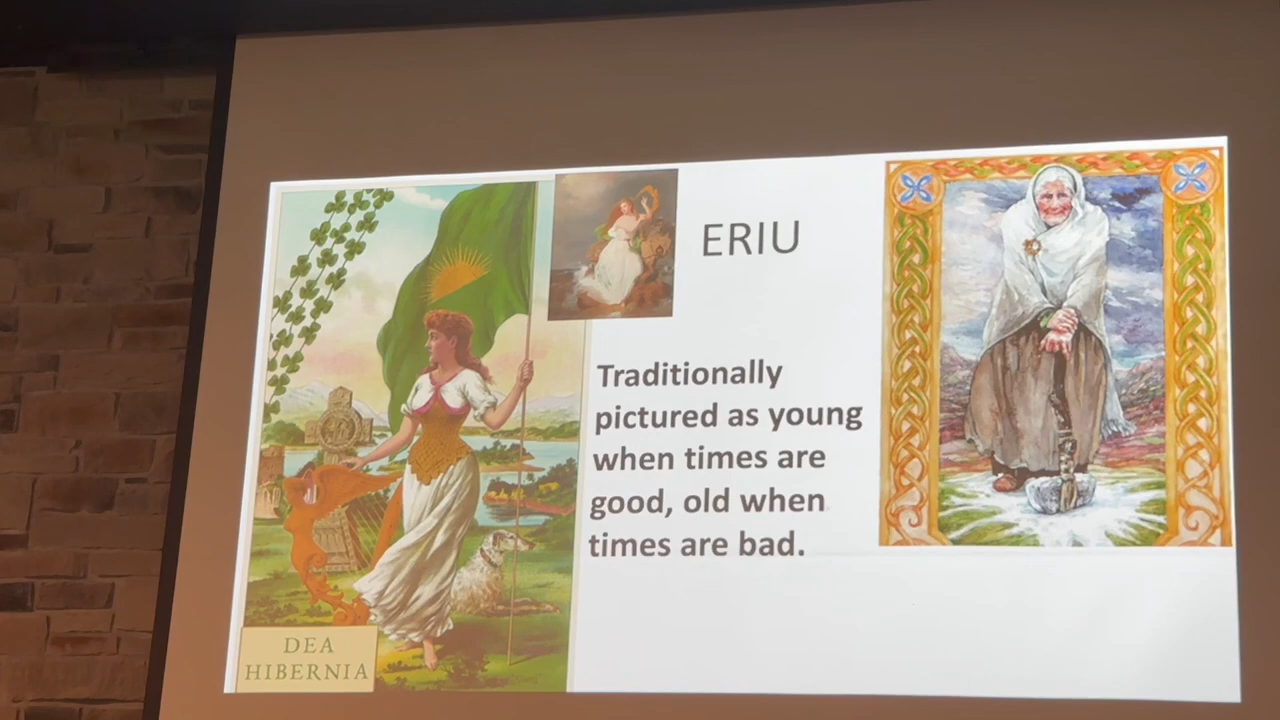 ERIU
Traditionally
pictured as young
when times are
good, old when
times are bad.
DEA
HIBERNIA